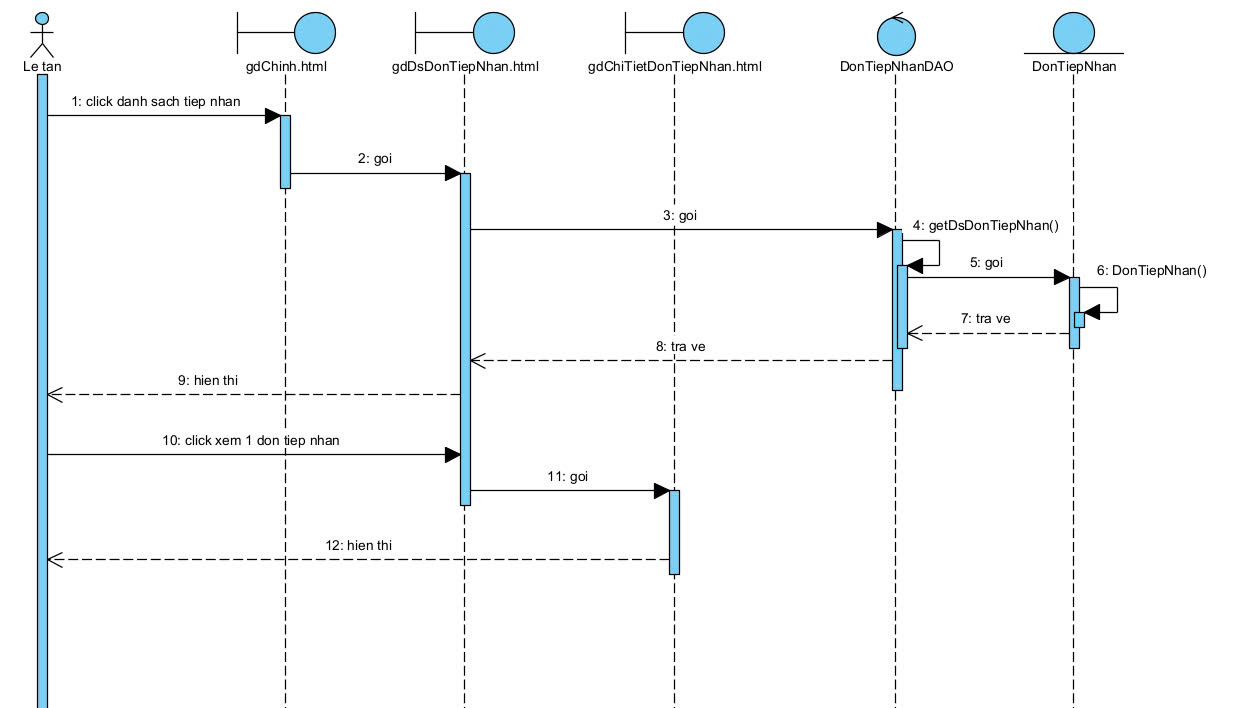 Le tan
gdChinh.html
gdDsDonTiepNhan.html
gdChiTietDonTiepNhan.html
DonTiepNhanDAO
DonTiepNhan
1: click danh sach tiep nhan
2: goi
3: goi
4: getDsDonTiepNhan()
5: goi
6: DonTiepNhan()
7: tra ve
8: tra ve
9: hien thi
10: click xem 1 don tiep nhan
11: goi
12: hien thi